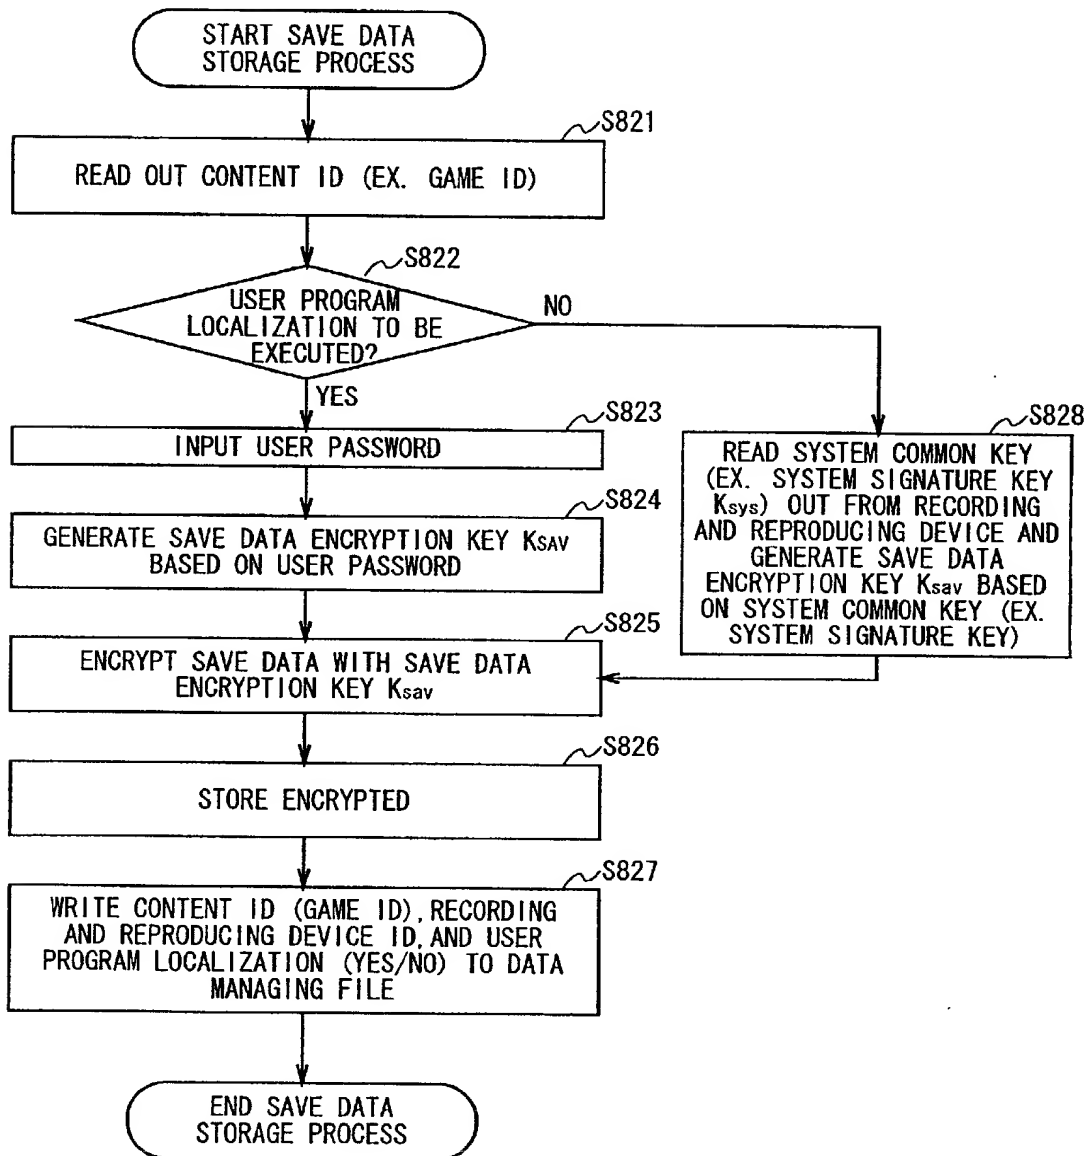 START SAVE DATA
STORAGE PROCESS
S821
READ OUT CONTENT ID (EX. GAME ID)
S822
USER PROGRAM
LOCALIZATION TO BE
EXECUTED?
NO
YES
S823
INPUT USER PASSWORD
S824
GENERATE SAVE DATA ENCRYPTION KEY KSAV
BASED ON USER PASSWORD
S828
READ SYSTEM COMMON KEY
(EX. SYSTEM SIGNATURE KEY
Ksys) OUT FROM RECORDING
AND REPRODUCING DEVICE AND
GENERATE SAVE DATA
ENCRYPTION KEY Ksav BASED
ON SYSTEM COMMON KEY (EX.
SYSTEM SIGNATURE KEY)
S825
ENCRYPT SAVE DATA WITH SAVE DATA
ENCRYPTION KEY Ksav
S826
STORE ENCRYPTED
S827
WRITE CONTENT ID (GAME ID), RECORDING
AND REPRODUCING DEVICE ID, AND USER
PROGRAM LOCALIZATION (YES/NO) TO DATA
MANAGING FILE
END SAVE DATA
STORAGE PROCESS